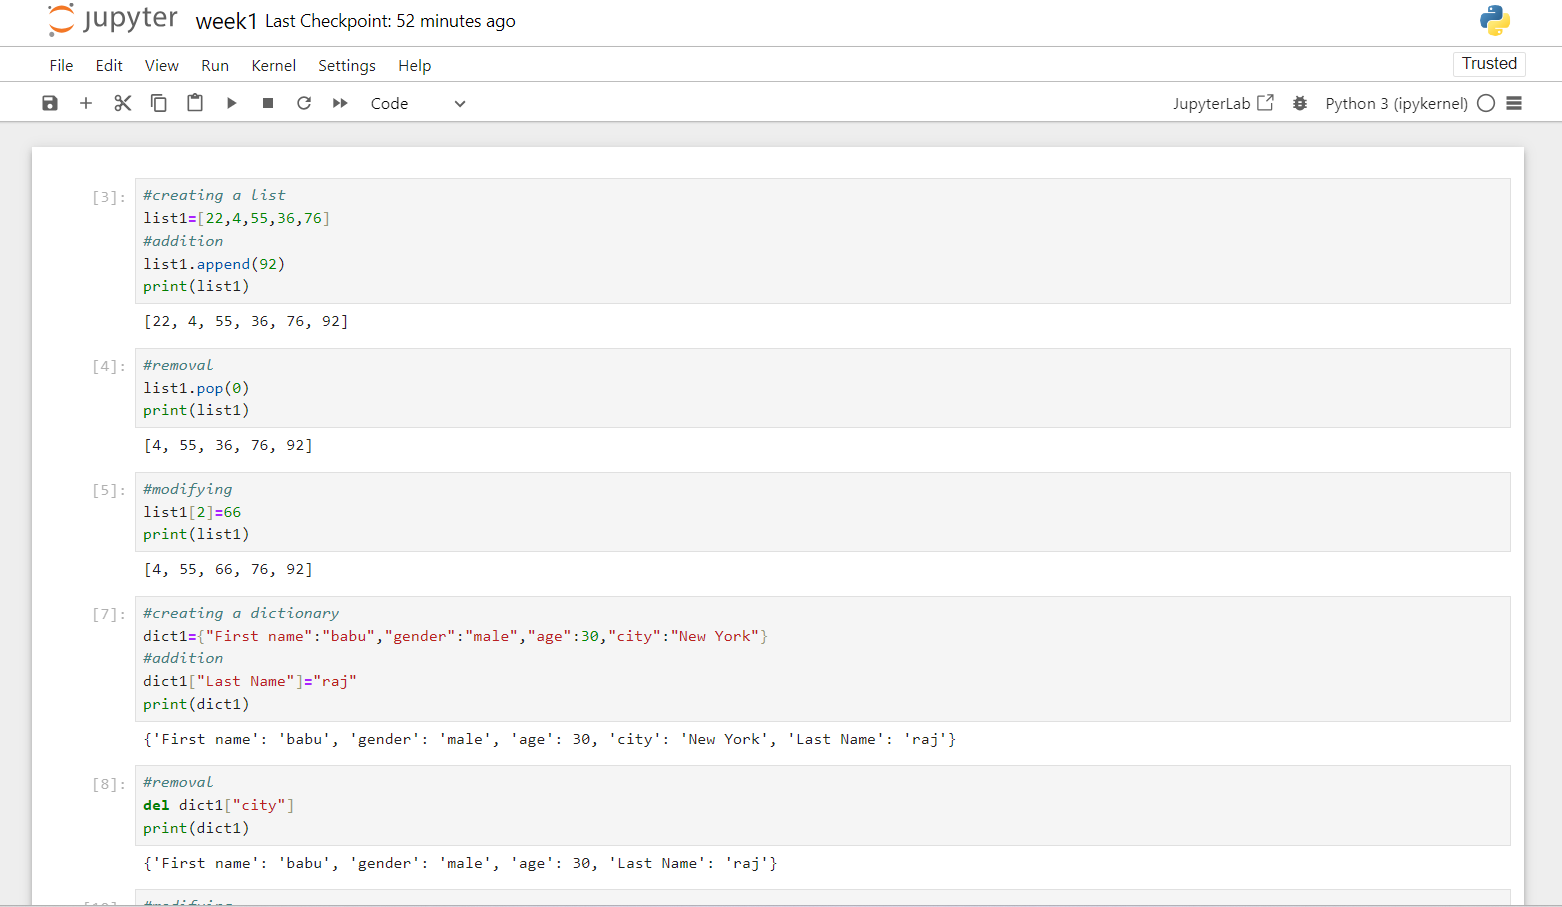 jupyter week1 Last Checkpoint: 52 minutes ago
File Edit View Run Kernel Settings Help Trusted
Code JupyterLab Python 3 (ipykernel)
[3]: #creating a list
list1=[22,4,55,36,76]
#addition
list1.append(92)
print(list1)
[22, 4, 55, 36, 76, 92]
[4]: #removal
list1.pop(0)
print(list1)
[4, 55, 36, 76, 92]
[5]: #modifying
list1[2]=66
print(list1)
[4, 55, 66, 76, 92]
[7]: #creating a dictionary
dict1={"First name":"babu","gender":"male","age":30,"city":"New York"}
#addition
dict1["Last Name"]="raj"
print(dict1)
{'First name': 'babu', 'gender': 'male', 'age': 30, 'city': 'New York', 'Last Name': 'raj'}
[8]: #removal
del dict1["city"]
print(dict1)
{'First name': 'babu', 'gender': 'male', 'age': 30, 'Last Name': 'raj'}
#modifying